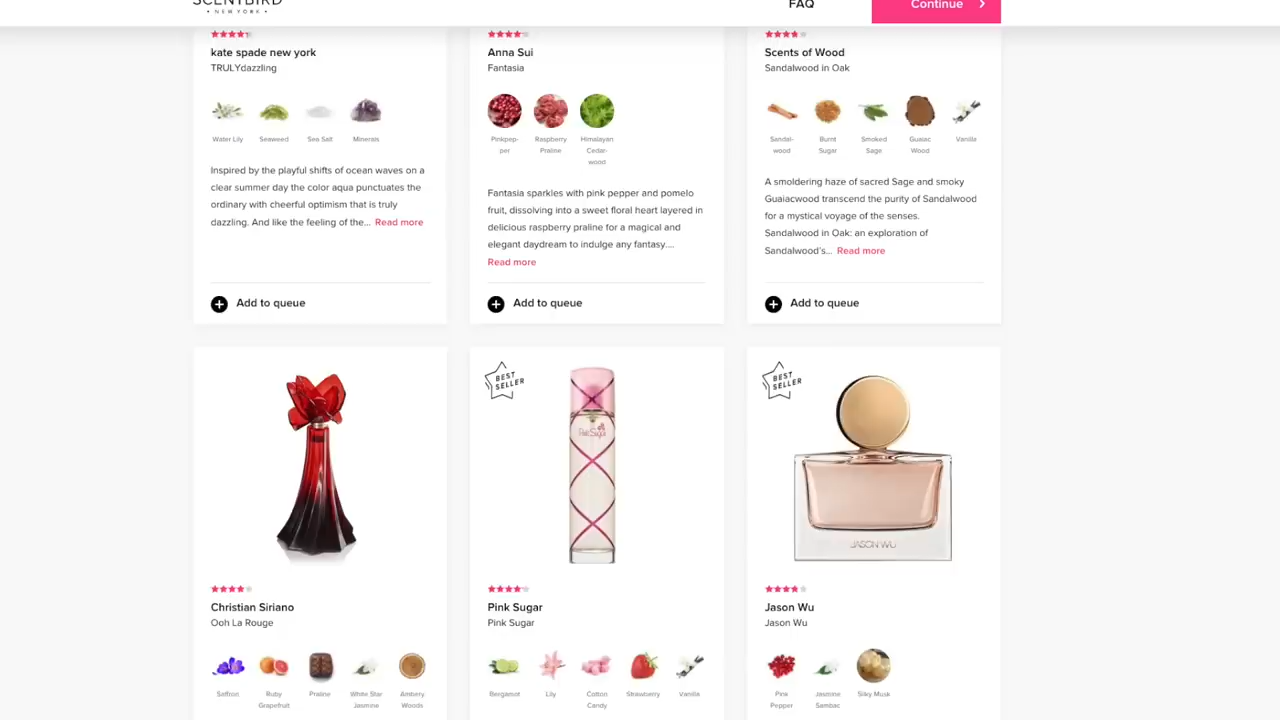 SCENTBIRD
• NEW YORK •
FAQ
Continue
kate spade new york
TRULYdazzling
Water Lily
Seaweed
Sea Salt
Minerals
Inspired by the playful shifts of ocean waves on a
clear summer day the color aqua punctuates the
ordinary with cheerful optimism that is truly
dazzling. And like the feeling of the... Read more
Add to queue
Anna Sui
Fantasia
Pinkpep-
per
Raspberry
Praline
Himalayan
Cedar-
wood
Fantasia sparkles with pink pepper and pomelo
fruit, dissolving into a sweet floral heart layered in
delicious raspberry praline for a magical and
elegant daydream to indulge any fantasy....
Read more
Add to queue
Scents of Wood
Sandalwood in Oak
Sandal-
wood
Burnt
Sugar
Smoked
Sage
Guaiac
Wood
Vanilla
A smoldering haze of sacred Sage and smoky
Guaiacwood transcend the purity of Sandalwood
for a mystical voyage of the senses.
Sandalwood in Oak: an exploration of
Sandalwood's... Read more
Add to queue
Christian Siriano
Ooh La Rouge
Saffron
Ruby
Grapefruit
Praline
White Star
Jasmine
Ambery
Woods
BEST
SELLER
Pink Sugar
Pink Sugar
Pink Sugar
Bergamot
Lily
Cotton
Candy
Strawberry
Vanilla
BEST
SELLER
JASON WU
Jason Wu
Jason Wu
Pink
Pepper
Jasmine
Sambac
Silky Musk